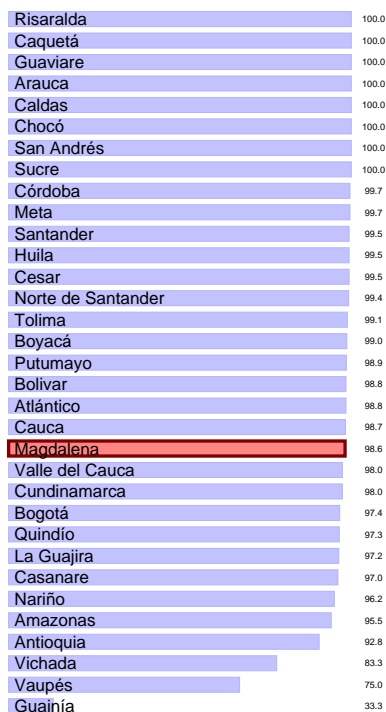 Risaralda 100.0
Caquetá 100.0
Guaviare 100.0
Arauca 100.0
Caldas 100.0
Chocó 100.0
San Andrés 100.0
Sucre 100.0
Córdoba 99.7
Meta 99.7
Santander 99.5
Huila 99.5
Cesar 99.5
Norte de Santander 99.4
Tolima 99.1
Boyacá 99.0
Putumayo 98.9
Bolivar 98.8
Atlántico 98.8
Cauca 98.7
Magdalena 98.6
Valle del Cauca 98.0
Cundinamarca 98.0
Bogotá 97.4
Quindío 97.3
La Guajira 97.2
Casanare 97.0
Nariño 96.2
Amazonas 95.5
Antioquia 92.8
Vichada 83.3
Vaupés 75.0
Guainía 33.3